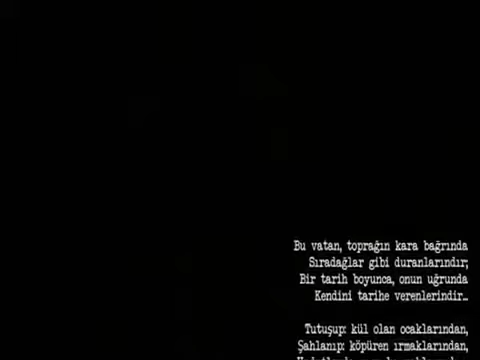 Bu vatan, toprağın kara bağrında
Sıradağlar gibi duranlarındır;
Bir tarih boyunca, onun uğrunda
Kendini tarihe verenlerindir...
Tutuşup: kül olan ocaklarından,
Şahlanıp: köpüren ırmaklarından,